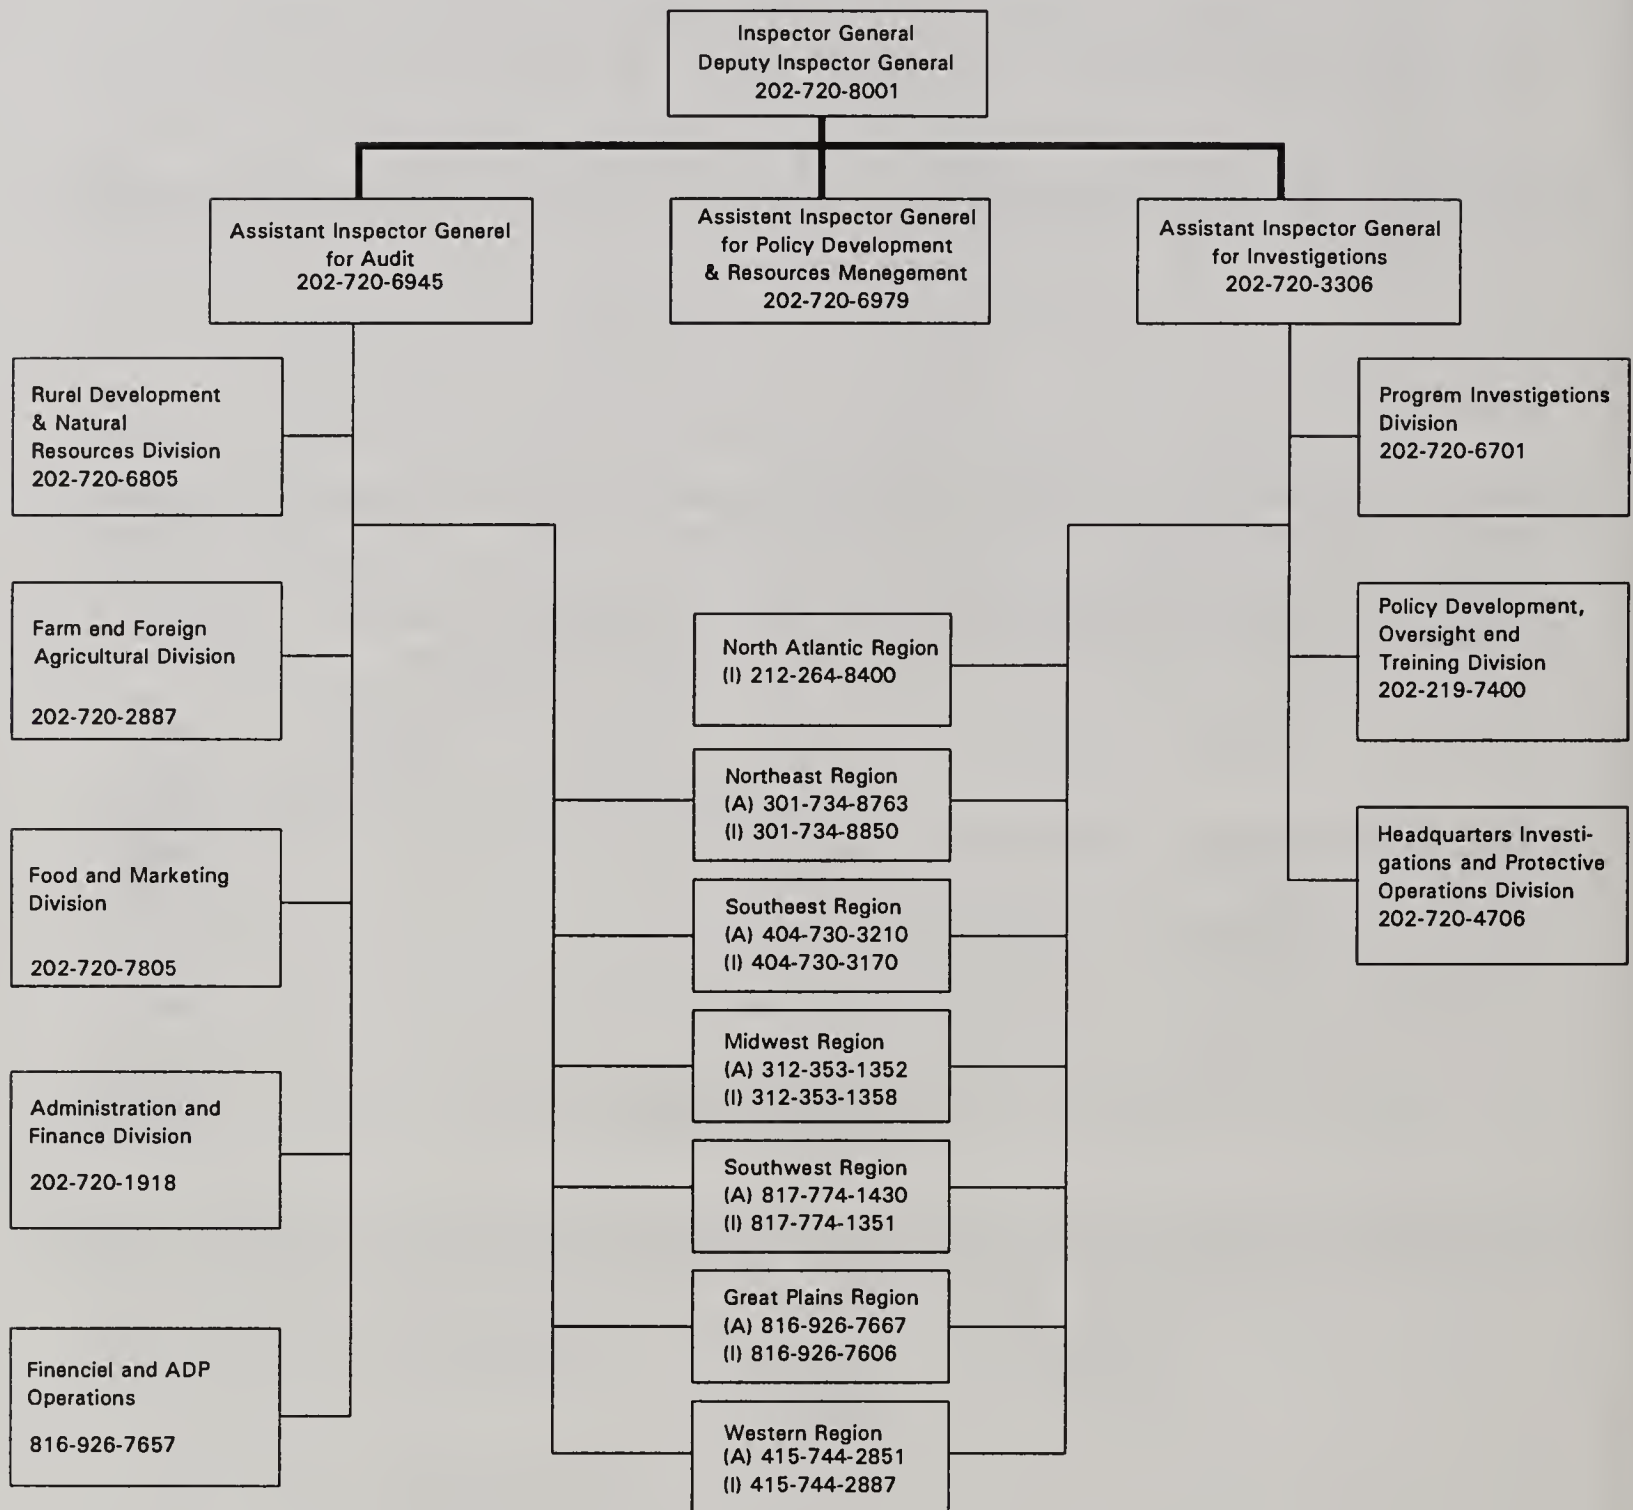 Inspector General
Deputy Inspector General
202-720-8001
Assistant Inspector Generel
for Audit
202-720-6945
Assistent Inspector Generel
for Policy Development
& Resources Menegement
202-720-6979
Assistant Inspector General
for Investigetions
202-720-3306
Rurel Development
& Natural
Resources Division
202-720-6805
Farm end Foreign
Agricultural Division
202-720-2887
Food and Marketing
Division
202-720-7805
Administration and
Finance Division
202-720-1918
Financiel and ADP
Operations
816-926-7657
North Atlantic Region
(I) 212-264-8400
Northeast Region
(A) 301-734-8763
(I) 301-734-8850
Southeest Region
(A) 404-730-3210
(I) 404-730-3170
Midwest Region
(A) 312-353-1352
(I) 312-353-1358
Southwest Region
(A) 817-774-1430
(I) 817-774-1351
Great Plains Region
(A) 816-926-7667
(I) 816-926-7606
Western Region
(A) 415-744-2851
(I) 415-744-2887
Progrem Investigetions
Division
202-720-6701
Policy Development,
Oversight end
Treining Division
202-219-7400
Headquarters Investi-
gations and Protective
Operations Division
202-720-4706